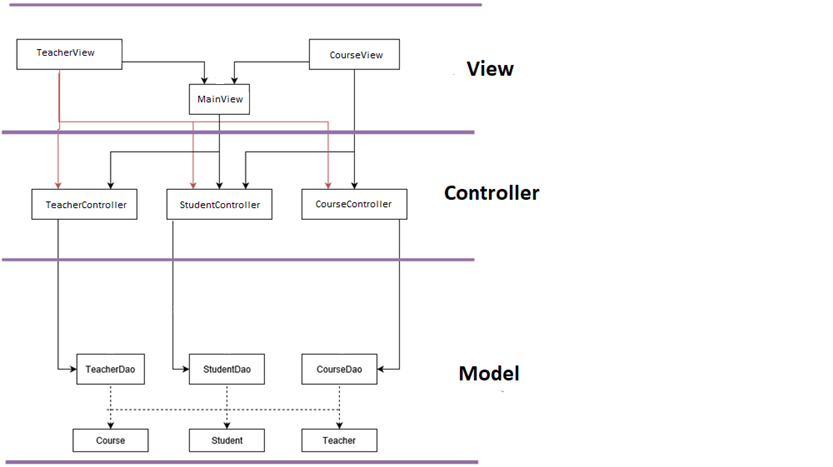 TeacherView
CourseView
View
MainView
Controller
TeacherController
StudentController
CourseController
TeacherDao
StudentDao
CourseDao
Model
Course
Student
Teacher